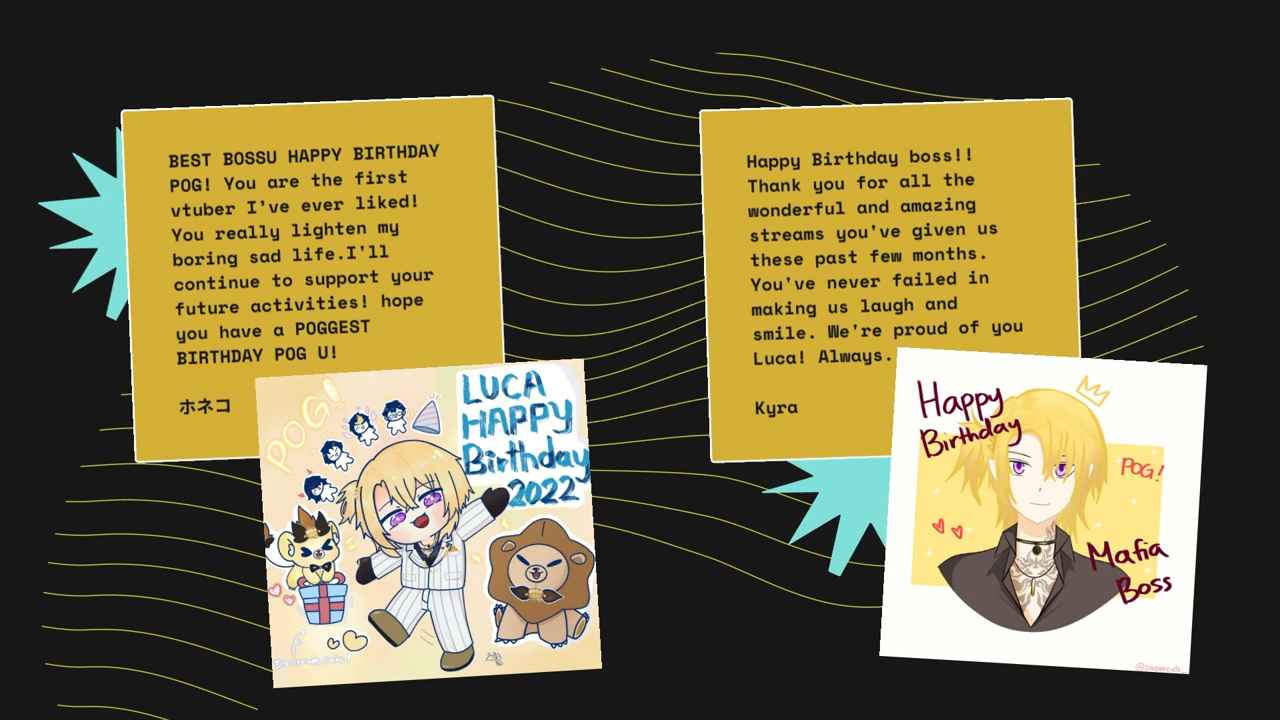 BEST BOSSU HAPPY BIRTHDAY
POG! You are the first
vtuber I've ever liked!
You really lighten my
boring sad life.I'll
continue to support your
future activities! hope
you have a POGGEST
BIRTHDAY POG U!
ホネコ
POG!
LUCA
HAPPY
Birthday
2022
Happy Birthday boss!!
Thank you for all the
wonderful and amazing
streams you've given us
these past few months.
You've never failed in
making us laugh and
smile. We're proud of you
Luca! Always.
Kyra
Happy
Birthday
POG!
Mafia
Boss